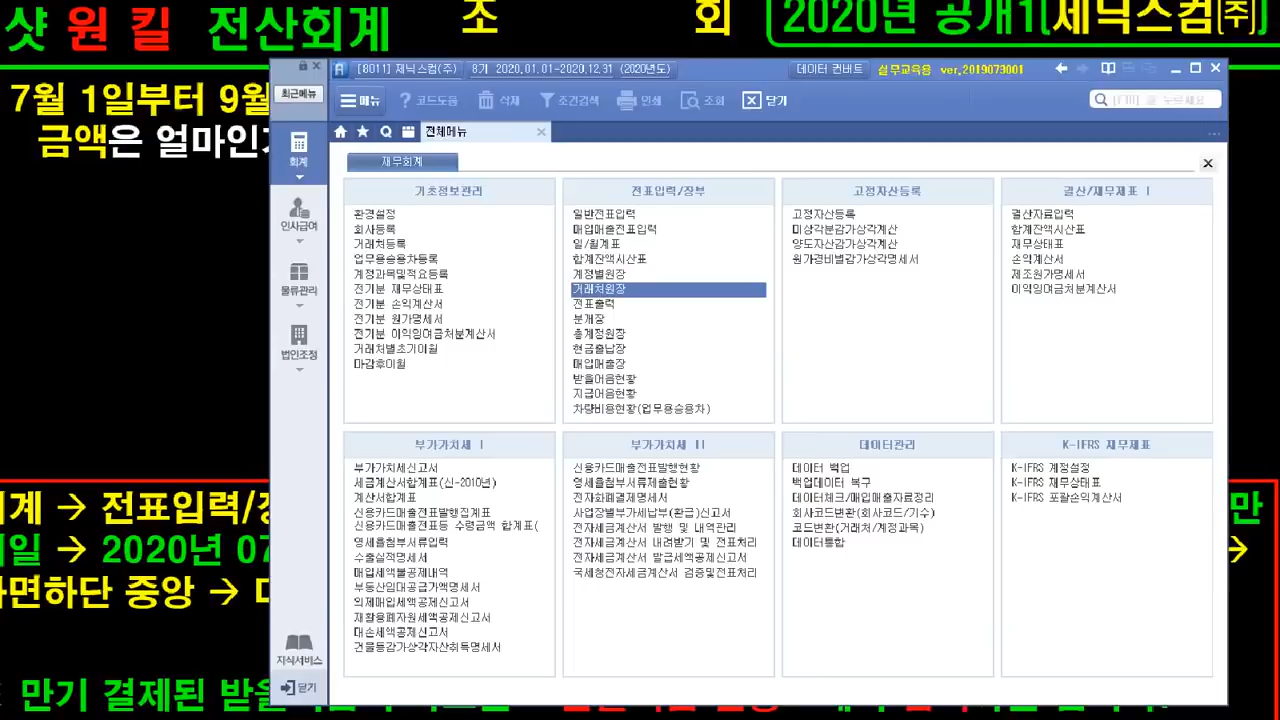 샷 원 킬 전산회계
조 회
2020년 공개1[세닉스컴㈜]
7월 1일부터 9월
금액은 얼마인
[8011] 제닉스컴(주) 8기 2020.01.01-2020.12.31 (2020년도) 데이터 컨버트 실무교육용 ver.2019073001
최근메뉴
메뉴 코드도움 삭제 조건검색 인쇄 조회 닫기
전체메뉴
회계
인사급여
물류관리
법인조정
지식서비스
닫기
재무회계
기초정보관리
환경설정
회사등록
거래처등록
업무용승용차등록
계정과목및적요등록
전기분 재무상태표
전기분 손익계산서
전기분 원가명세서
전기분 이익잉여금처분계산서
거래처별초기이월
마감후이월
전표입력/장부
일반전표입력
매입매출전표입력
일/월계표
합계잔액시산표
계정별원장
거래처원장
전표출력
분개장
총계정원장
현금출납장
매입매출장
받을어음현황
지급어음현황
차량비용현황(업무용승용차)
고정자산등록
고정자산등록
미상각분감가상각계산
양도자산감가상각계산
원가경비별감가상각명세서
결산/재무제표 I
결산자료입력
합계잔액시산표
재무상태표
손익계산서
제조원가명세서
이익잉여금처분계산서
부가가치세 I
부가가치세신고서
세금계산서합계표(신-2010년)
계산서합계표
신용카드매출전표발행집계표
신용카드매출전표등 수령금액 합계표(
영세율첨부서류입력
수출실적명세서
매입세액불공제내역
부동산임대공급가액명세서
의제매입세액공제신고서
재활용폐자원세액공제신고서
대손세액공제신고서
건물등감가상각자산취득명세서
부가가치세 II
신용카드매출전표발행현황
영세율첨부서류제출현황
전자화폐결제명세서
사업장별부가세납부(환급)신고서
전자세금계산서 발행 및 내역관리
전자세금계산서 내려받기 및 전표처리
전자세금계산서 발급세액공제신고서
국세청전자세금계산서 검증및전표처리
데이터관리
데이터 백업
백업데이터 복구
데이터체크/매입매출자료정리
회사코드변환(회사코드/기수)
코드변환(거래처/계정과목)
데이터통합
K-IFRS 재무제표
K-IFRS 계정설정
K-IFRS 재무상태표
K-IFRS 포괄손익계산서
계 → 전표입력/ 만
일 → 2020년 07 →
면하단 중앙 →
만기 결제된 받을